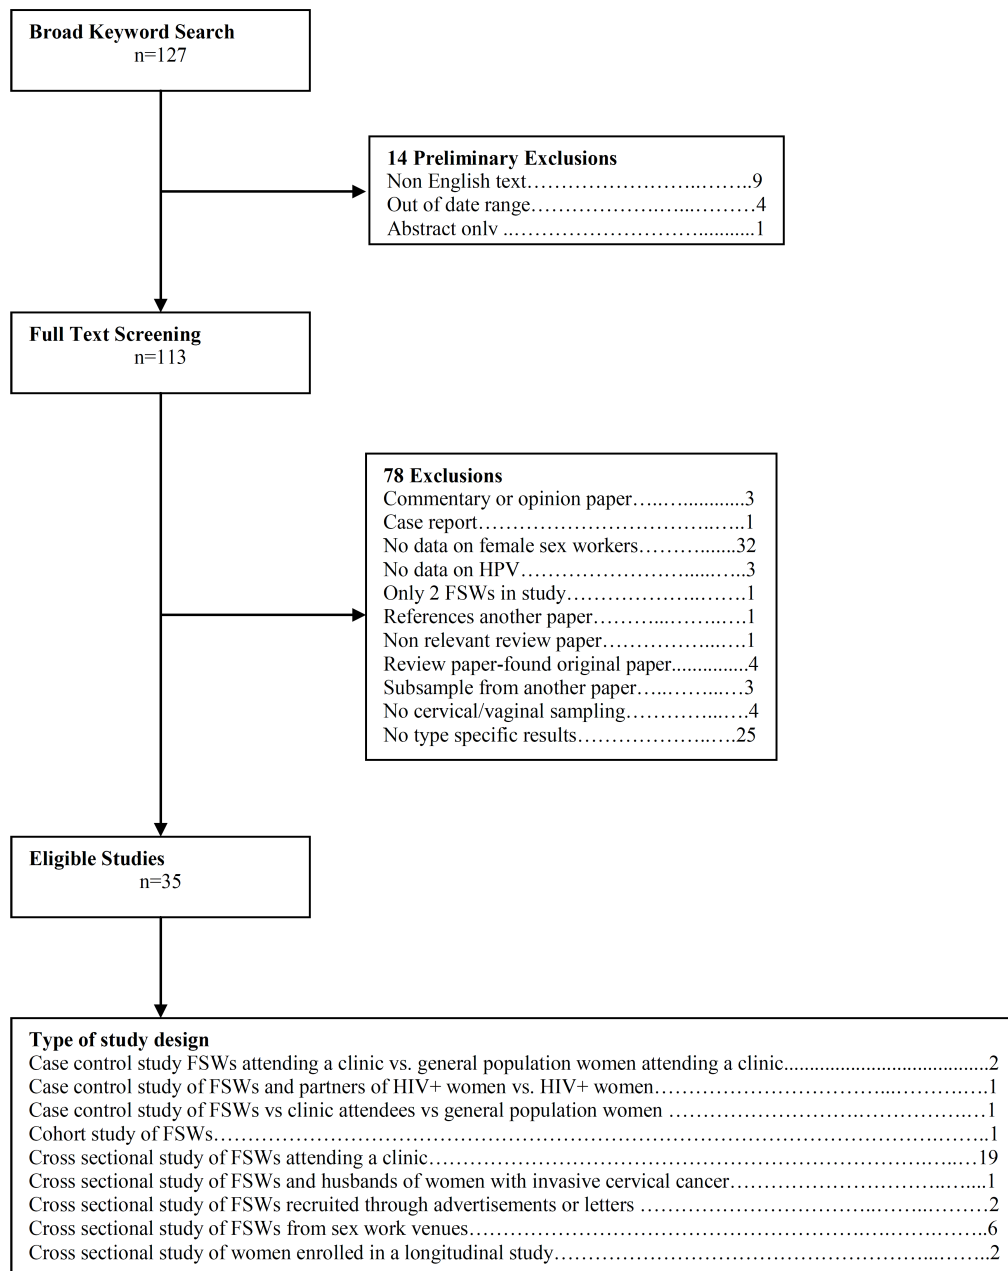 Broad Keyword Search
n=127
14 Preliminary Exclusions
Non English text……………………..……..9
Out of date range……………….…...………4
Abstract only ..………………………...........1
Full Text Screening
n=113
78 Exclusions
Commentary or opinion paper…..…............3
Case report……………………………..…..1
No data on female sex workers……….......32
No data on HPV…………………….....…..3
Only 2 FSWs in study………………..…….1
References another paper………...……..….1
Non relevant review paper……………...….1
Review paper-found original paper...............4
Subsample from another paper…..……...…3
No cervical/vaginal sampling…………...….4
No type specific results………………..….25
Eligible Studies
n=35
Type of study design
Case control study FSWs attending a clinic vs. general population women attending a clinic.........................................2
Case control study of FSWs and partners of HIV+ women vs. HIV+ women……………………………...……………1
Case control study of FSWs vs clinic attendees vs general population women ……………………………………….…1
Cohort study of FSWs…………………………………………………………………………………………….……..1
Cross sectional study of FSWs attending a clinic………………………………………………………………..….…19
Cross sectional study of FSWs and husbands of women with invasive cervical cancer……………………………...…1
Cross sectional study of FSWs recruited through advertisements or letters …………………………………………..…2
Cross sectional study of FSWs from sex work venues…………………………………………………………………..6
Cross sectional study of women enrolled in a longitudinal study……………………………………………………...…2